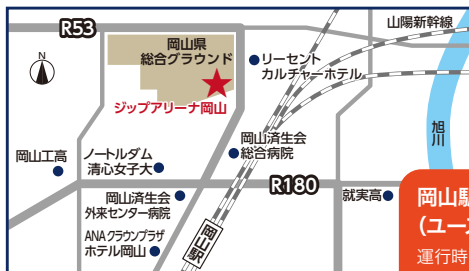 R53
N
岡山県
総合グラウンド
山陽新幹線
リーセント
カルチャーホテル
ジップアリーナ岡山
旭川
岡山済生会
総合病院
岡山工高
ノートルダム
清心女子大
R180
岡山済生会
外来センター病院
就実高
ANAクラウンプラザ
ホテル岡山
岡山駅
岡山駅
(ユー
運行時